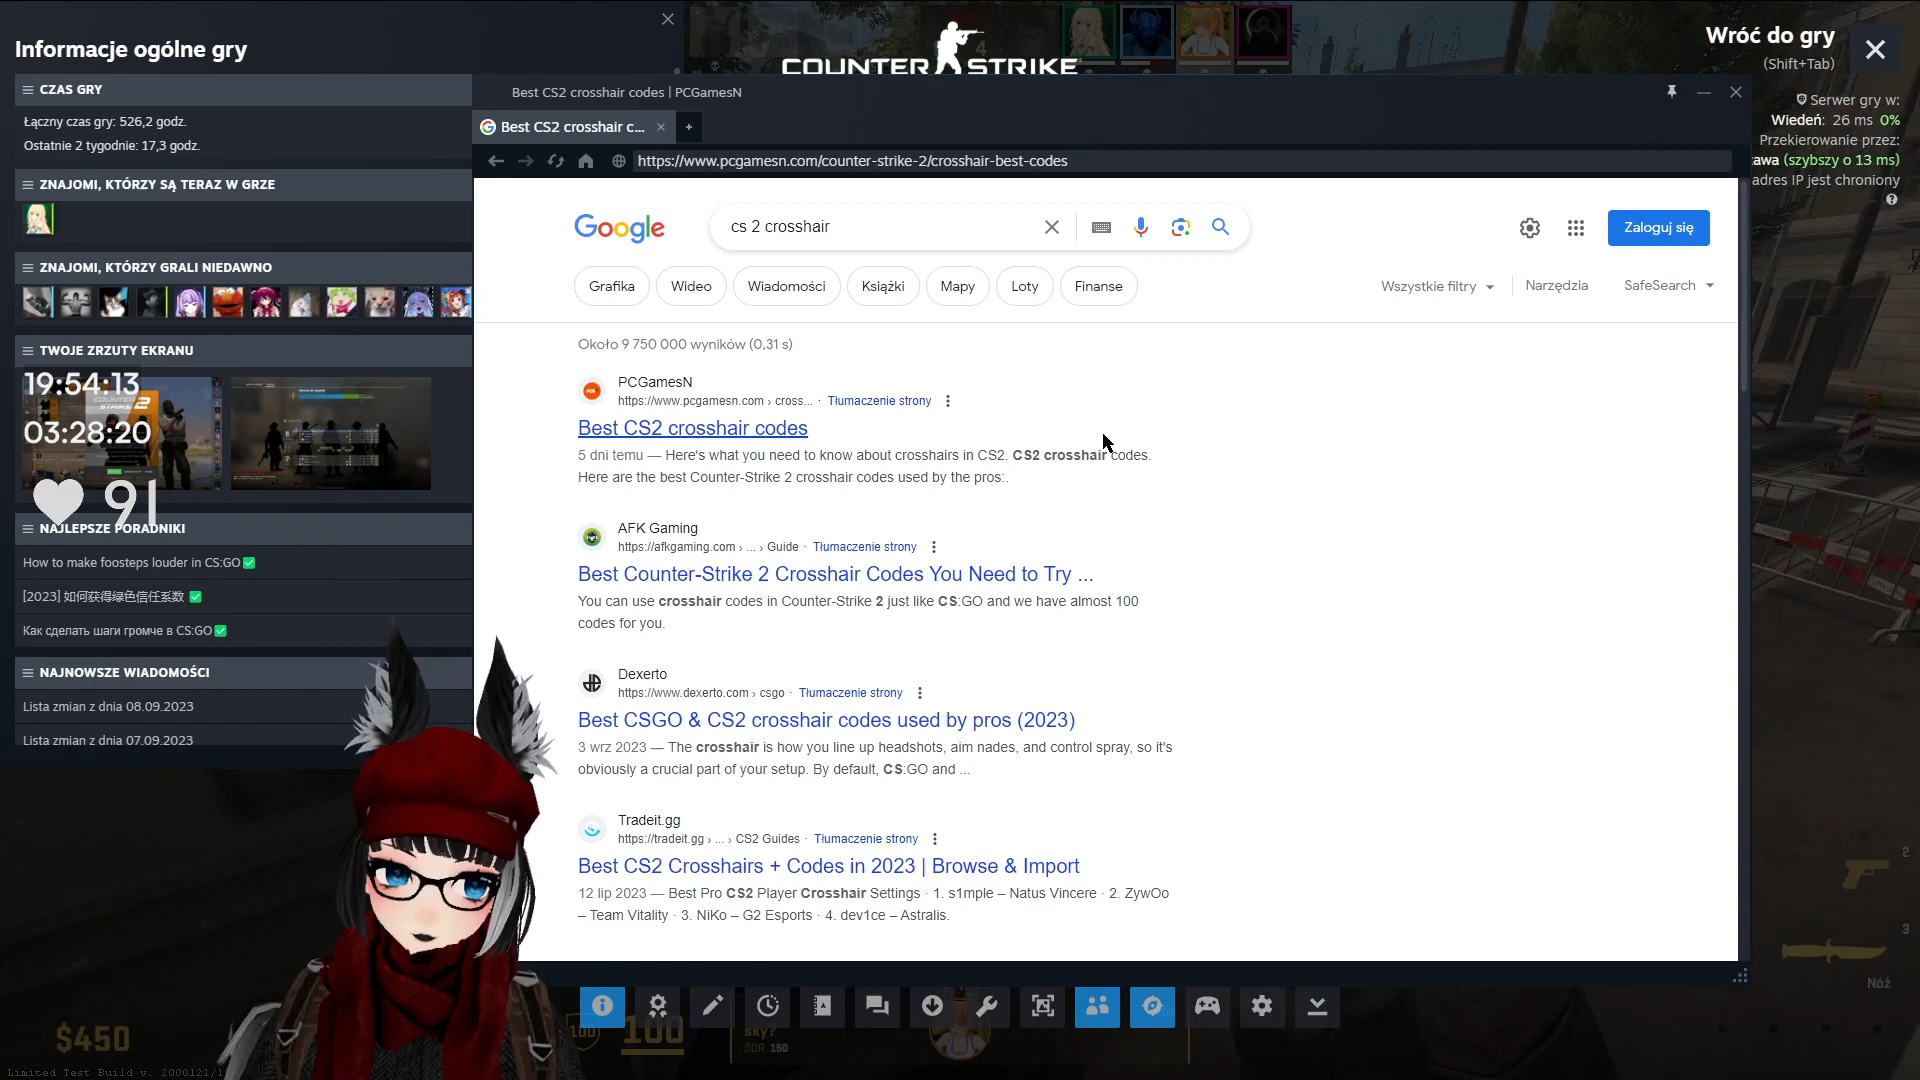 Informacje ogólne gry
CZAS GRY
Łączny czas gry: 526,2 godz.
Ostatnie 2 tygodnie: 17,3 godz.
ZNAJOMI, KTÓRZY SĄ TERAZ W GRZE
ZNAJOMI, KTÓRZY GRALI NIEDAWNO
TWOJE ZRZUTY EKRANU
19:54:13
03:28:20
91
NAJLEPSZE PORADNIKI
How to make foosteps louder in CS:GO✅
[2023] 如何获得绿色信任系数 ✅
Как сделать шаги громче в CS:GO✅
NAJNOWSZE WIADOMOŚCI
Lista zmian z dnia 08.09.2023
Lista zmian z dnia 07.09.2023
COUNTER STRIKE
4
Wróć do gry
(Shift+Tab)
Serwer gry w:
Wiedeń: 26 ms 0%
Przekierowanie przez:
zawa (szybszy o 13 ms)
adres IP jest chroniony
Best CS2 crosshair codes | PCGamesN
Best CS2 crosshair c...
https://www.pcgamesn.com/counter-strike-2/crosshair-best-codes
Google
cs 2 crosshair
Zaloguj się
Grafika
Wideo
Wiadomości
Książki
Mapy
Loty
Finanse
Wszystkie filtry
Narzędzia
SafeSearch
Około 9 750 000 wyników (0,31 s)
PCGamesN
https://www.pcgamesn.com › cross... · Tłumaczenie strony
Best CS2 crosshair codes
5 dni temu — Here's what you need to know about crosshairs in CS2. CS2 crosshair codes.
Here are the best Counter-Strike 2 crosshair codes used by the pros:.
AFK Gaming
https://afkgaming.com › ... › Guide · Tłumaczenie strony
Best Counter-Strike 2 Crosshair Codes You Need to Try ...
You can use crosshair codes in Counter-Strike 2 just like CS:GO and we have almost 100
codes for you.
Dexerto
https://www.dexerto.com › csgo · Tłumaczenie strony
Best CSGO & CS2 crosshair codes used by pros (2023)
3 wrz 2023 — The crosshair is how you line up headshots, aim nades, and control spray, so it's
obviously a crucial part of your setup. By default, CS:GO and ...
Tradeit.gg
https://tradeit.gg › ... › CS2 Guides · Tłumaczenie strony
Best CS2 Crosshairs + Codes in 2023 | Browse & Import
12 lip 2023 — Best Pro CS2 Player Crosshair Settings · 1. s1mple – Natus Vincere · 2. ZywOo
– Team Vitality · 3. NiKo – G2 Esports · 4. dev1ce – Astralis.
2
3
Nóż
$450
100
100
sky?
ŚDR. 150
Limited Test Build v. 2000121/1